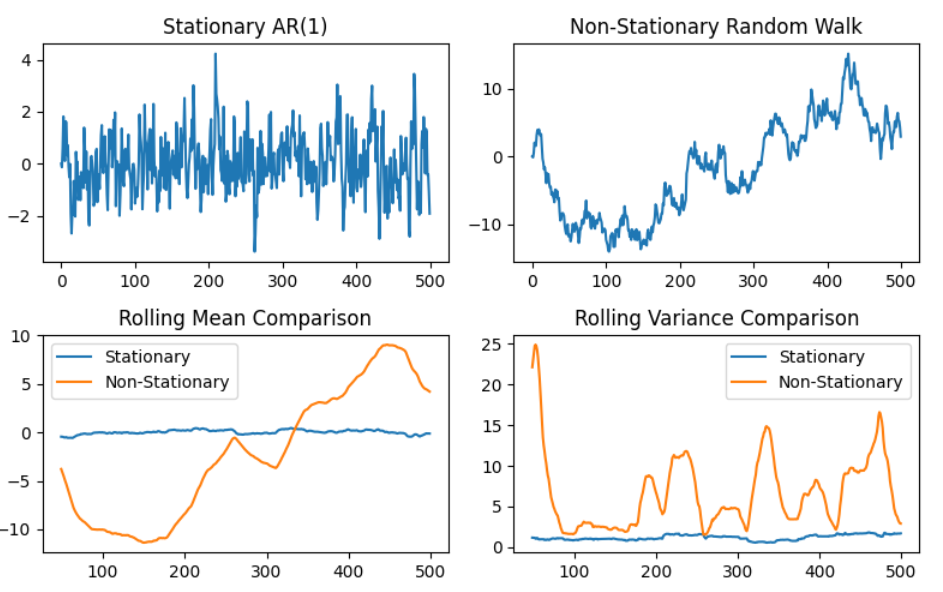 Stationary AR(1)
4
2
0
−2
0 100 200 300 400 500
Non-Stationary Random Walk
10
0
−10
0 100 200 300 400 500
Rolling Mean Comparison
10
5
0
−5
−10
Stationary
Non-Stationary
100 200 300 400 500
Rolling Variance Comparison
25
20
15
10
5
0
Stationary
Non-Stationary
100 200 300 400 500